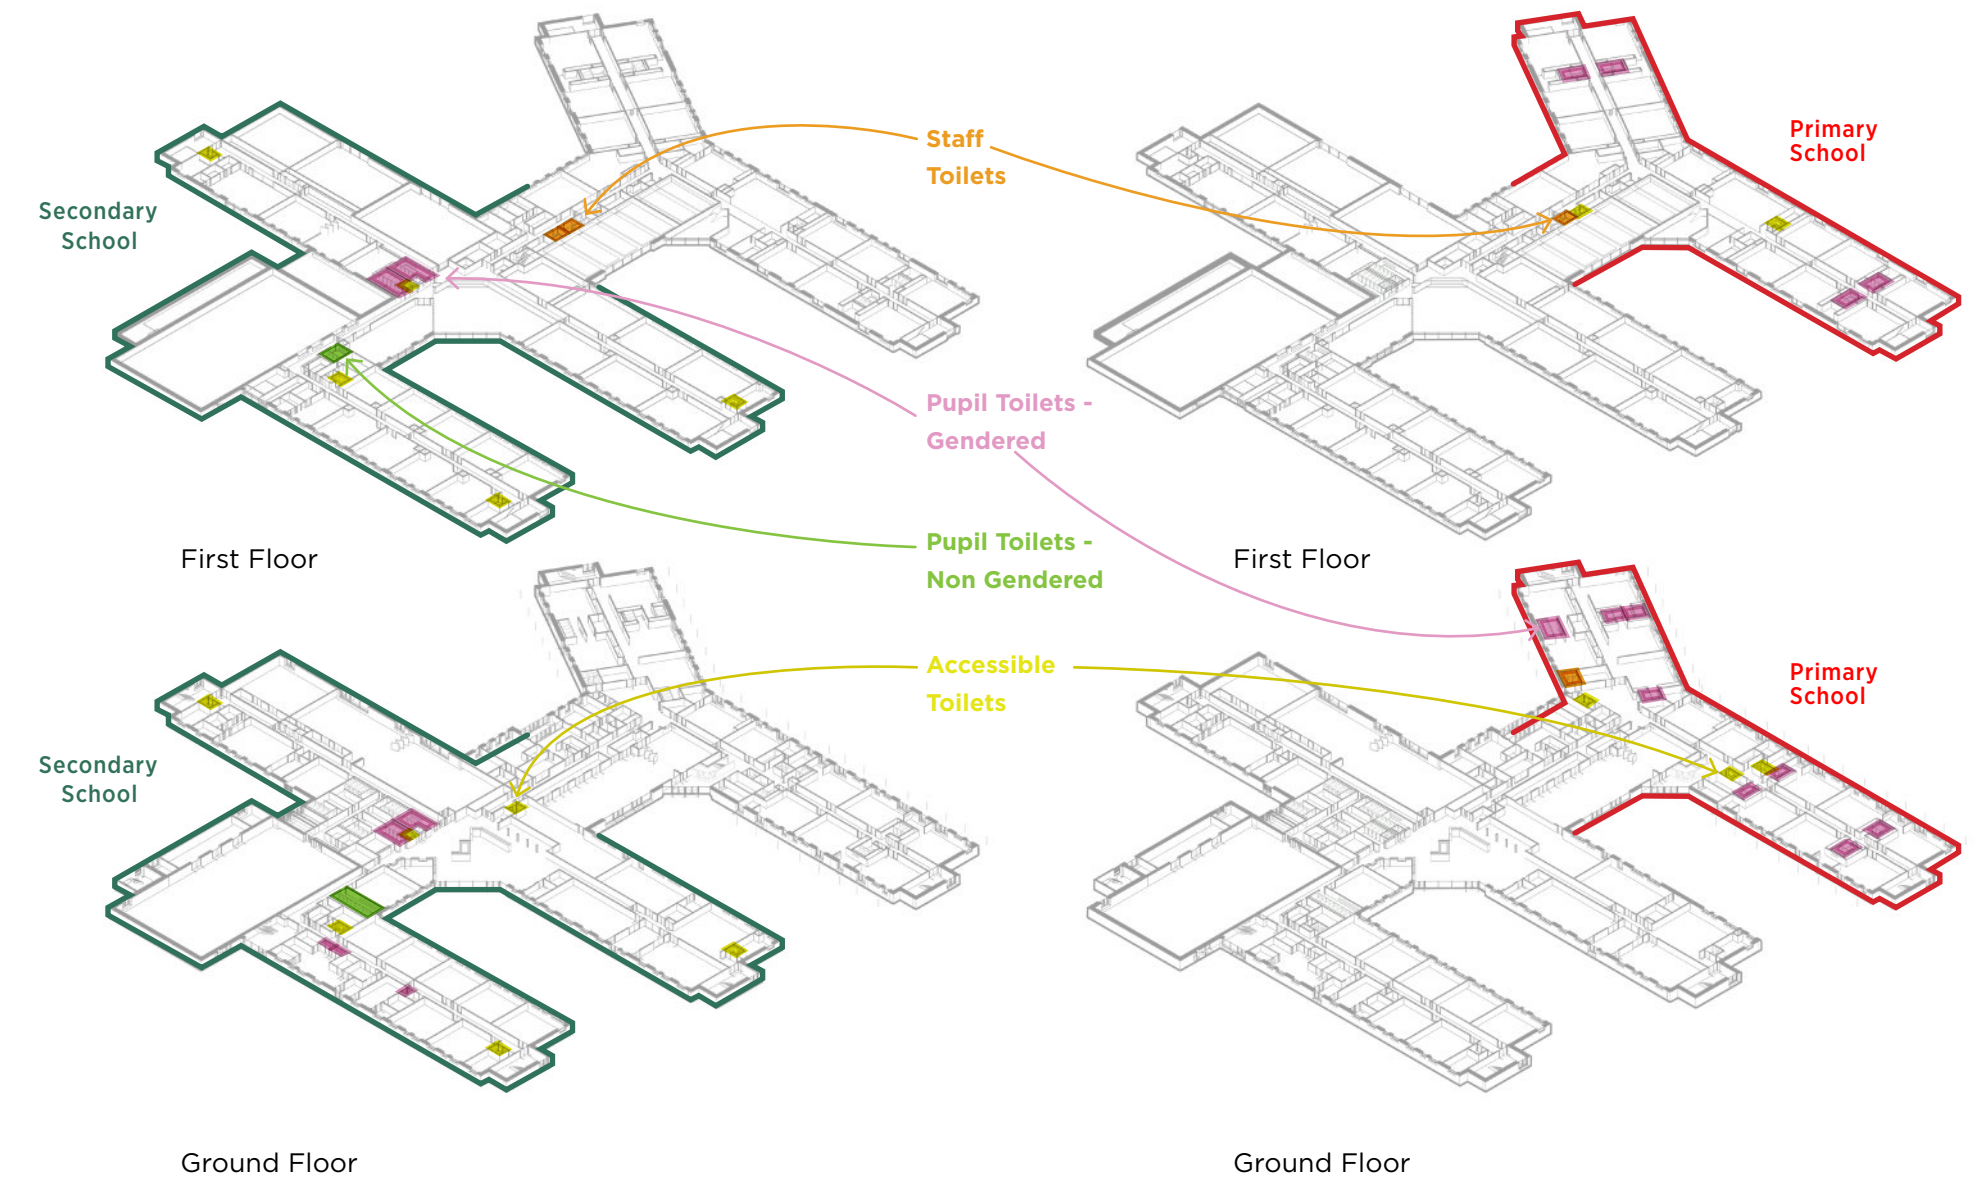 Staff
Toilets
Primary
School
Secondary
School
Pupil Toilets -
Gendered
Pupil Toilets -
Non Gendered
First Floor
First Floor
Accessible
Toilets
Primary
School
Secondary
School
Ground Floor
Ground Floor